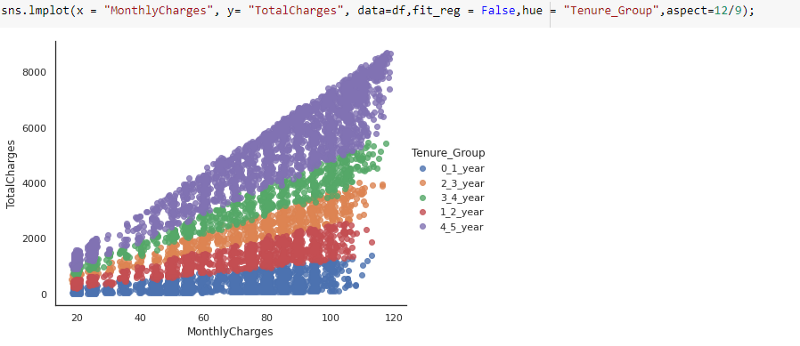 sns.lmplot(x = "MonthlyCharges", y= "TotalCharges", data=df,fit_reg = False,hue = "Tenure_Group",aspect=12/9);
8000
6000
4000
2000
0
TotalCharges
20 40 60 80 100 120
MonthlyCharges
Tenure_Group
0_1_year
2_3_year
3_4_year
1_2_year
4_5_year